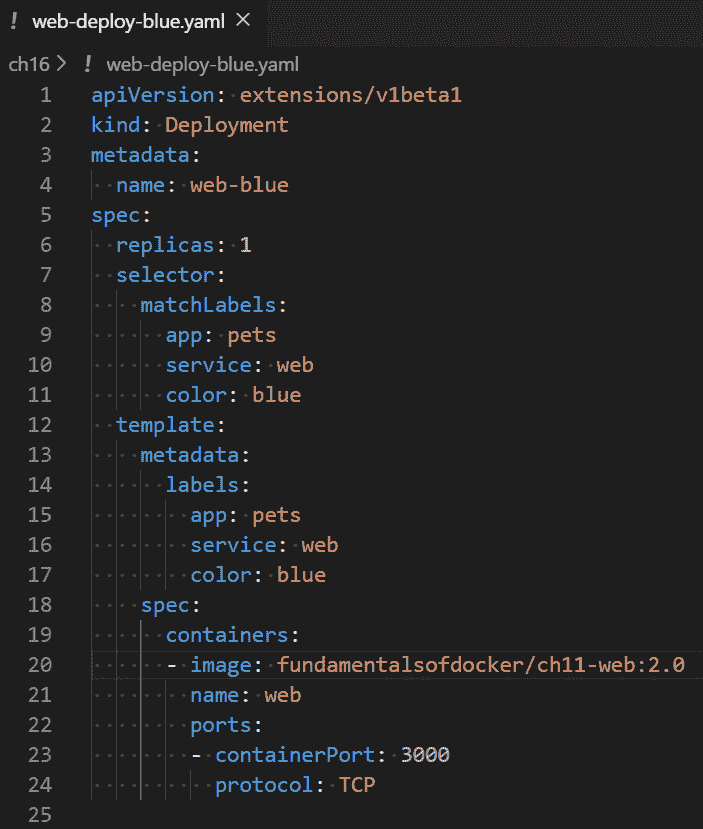 ! web-deploy-blue.yaml ×
ch16 > ! web-deploy-blue.yaml
1 apiVersion: extensions/v1beta1
2 kind: Deployment
3 metadata:
4   name: web-blue
5 spec:
6   replicas: 1
7   selector:
8     matchLabels:
9       app: pets
10       service: web
11       color: blue
12   template:
13     metadata:
14       labels:
15         app: pets
16         service: web
17         color: blue
18     spec:
19       containers:
20       - image: fundamentalsofdocker/ch11-web:2.0
21         name: web
22         ports:
23         - containerPort: 3000
24           protocol: TCP
25